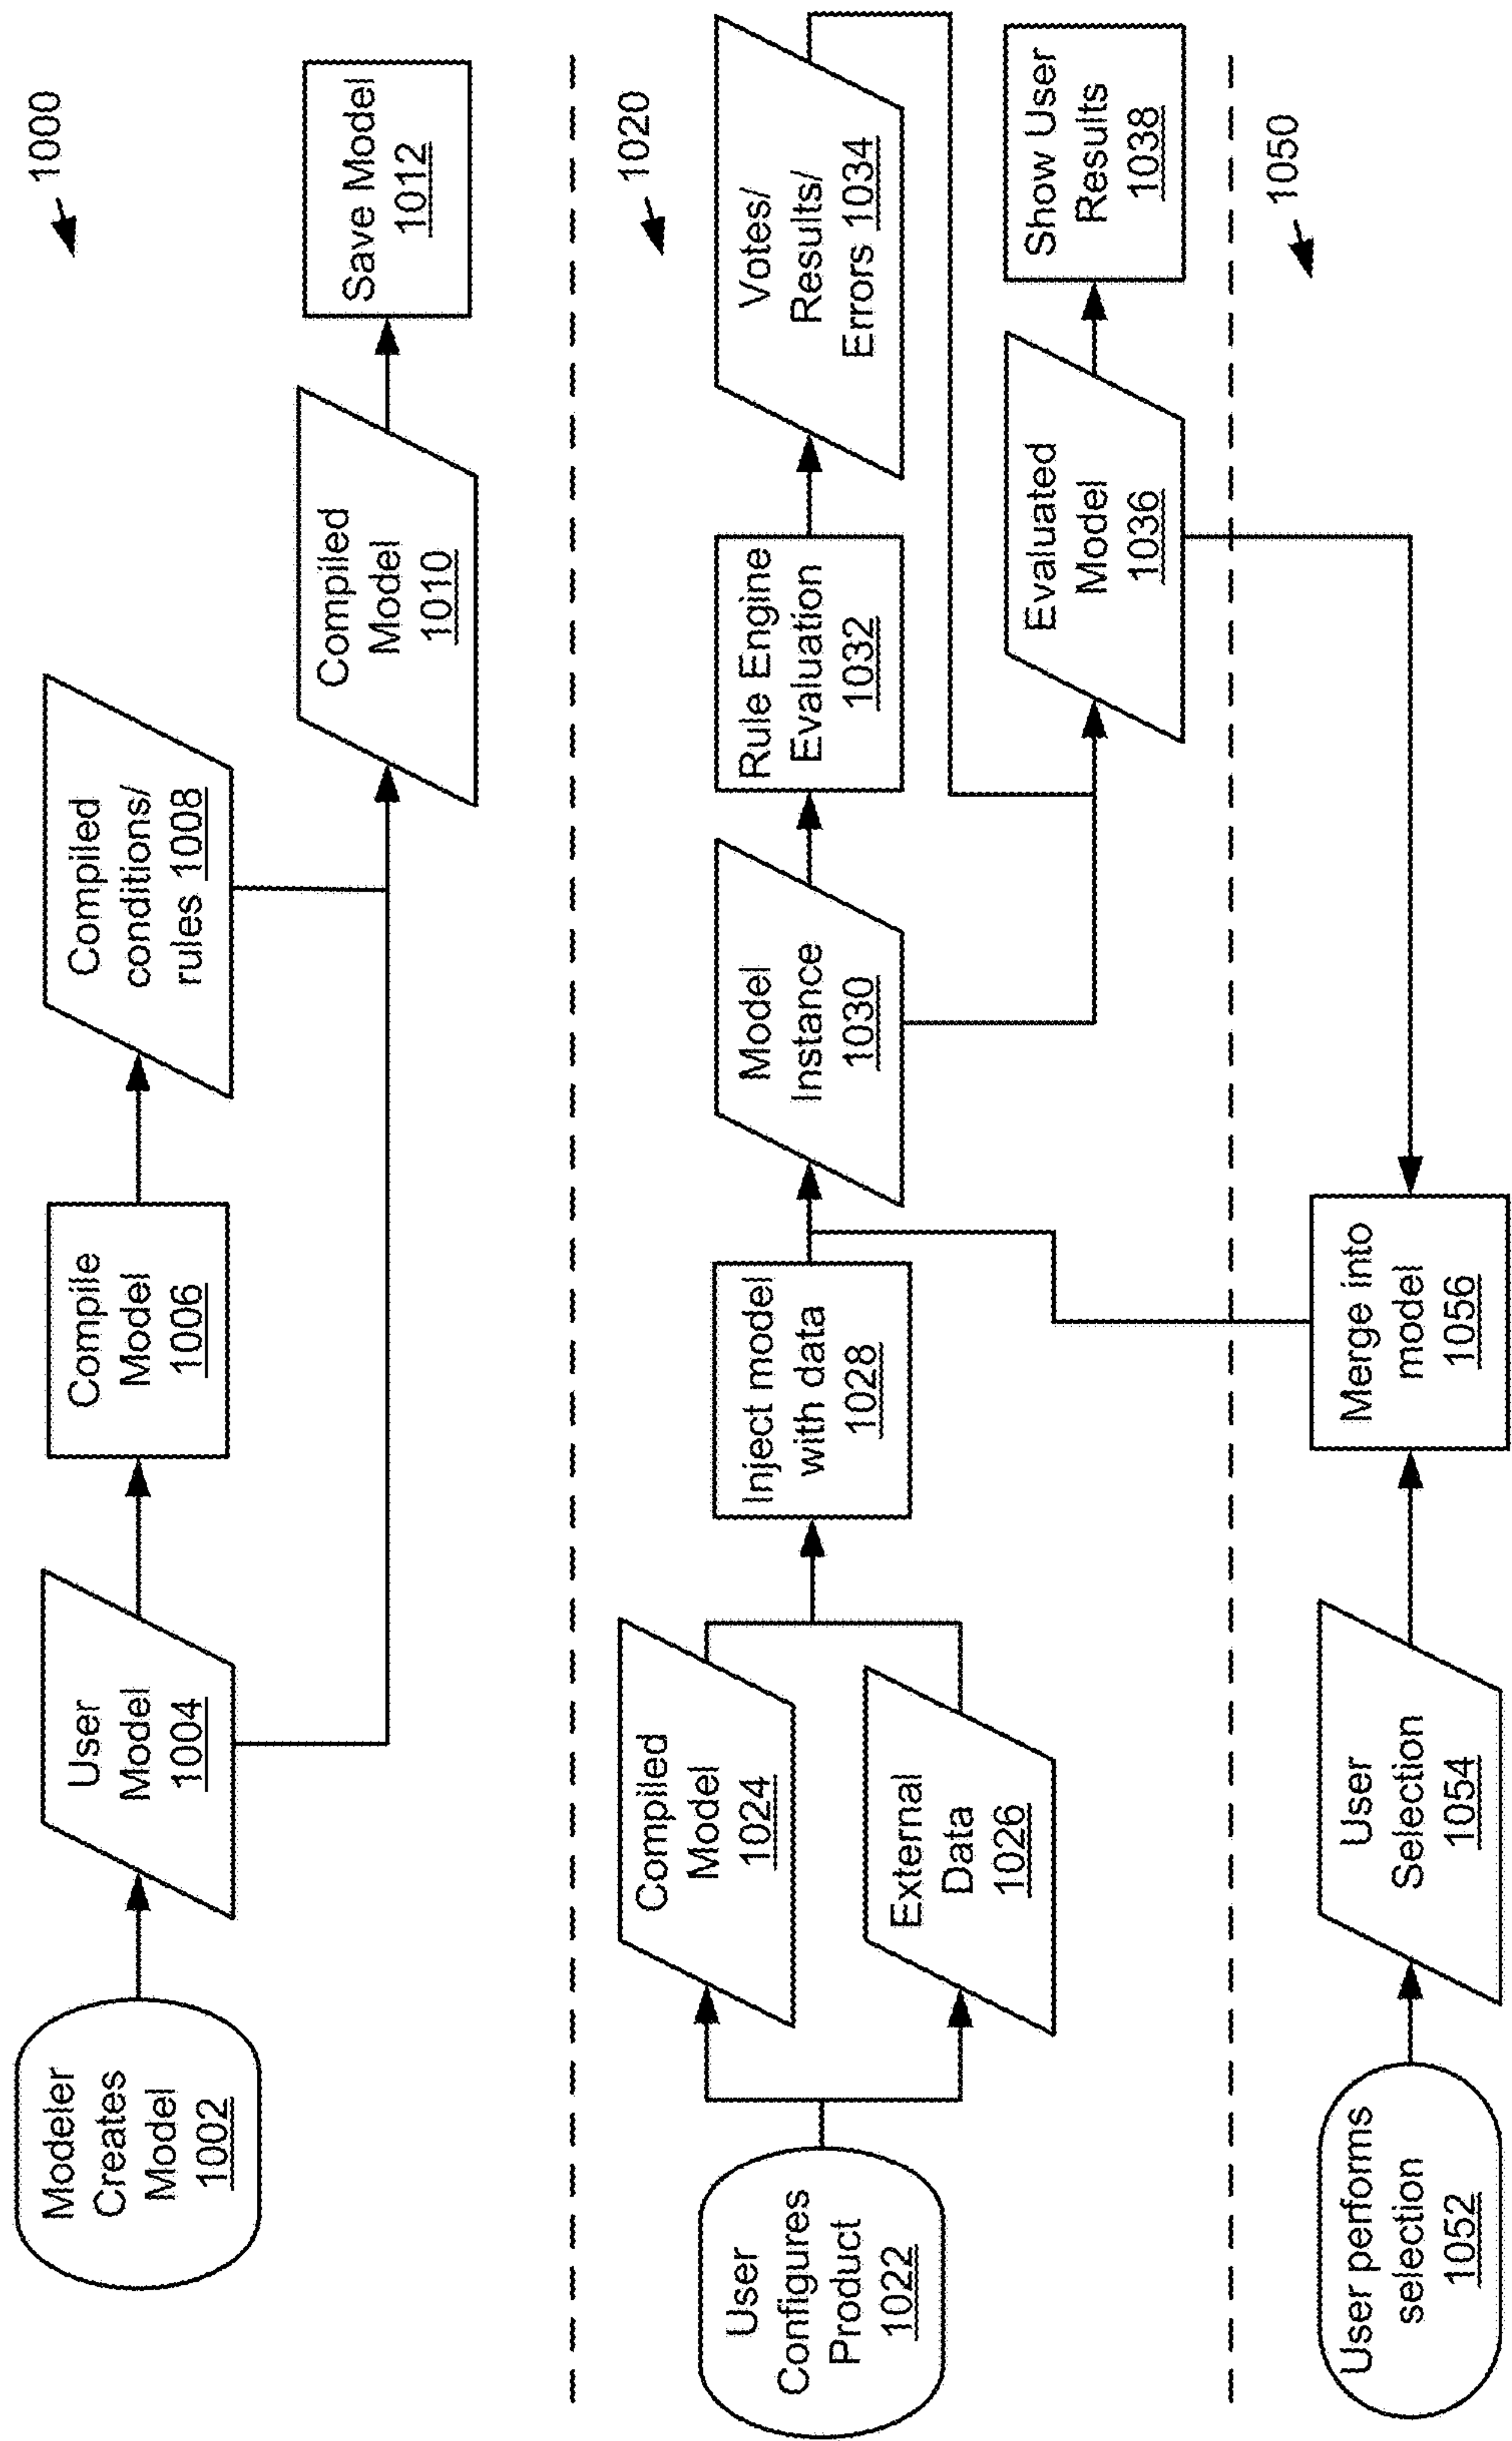 1000
Modeler
Creates
Model
1002
User
Model
1004
Compile
Model
1006
Compiled
conditions/
rules 1008
Compiled
Model
1010
Save Model
1012
1020
User
Configures
Product
1022
Compiled
Model
1024
External
Data
1026
Inject model
with data
1028
Model
Instance
1030
Rule Engine
Evaluation
1032
Votes/
Results/
Errors 1034
Evaluated
Model
1036
Show User
Results
1038
1050
User performs
selection
1052
User
Selection
1054
Merge into
model
1056